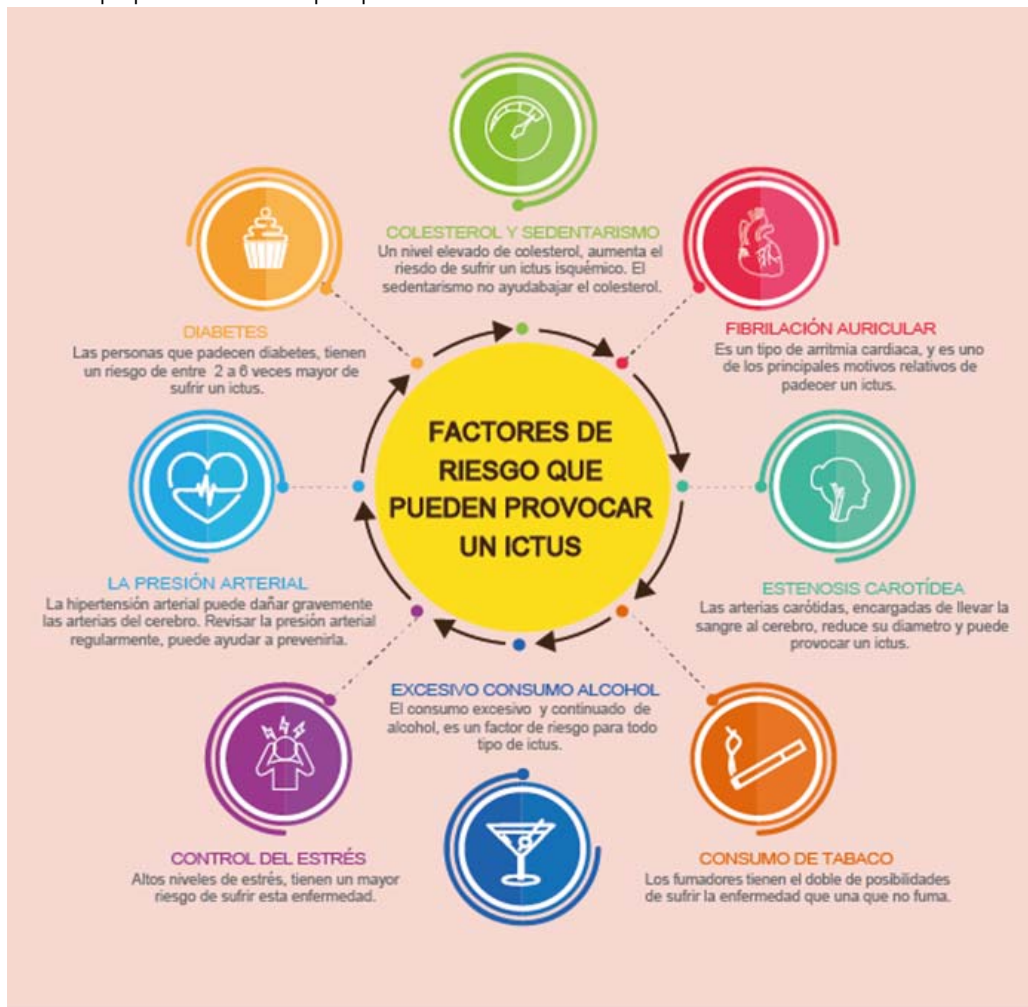 COLESTEROL Y SEDENTARISMO
Un nivel elevado de colesterol, aumenta el
riesdo de sufrir un ictus isquémico. El
sedentarismo no ayudabajar el colesterol.
DIABETES
Las personas que padecen diabetes, tienen
un riesgo de entre 2 a 6 veces mayor de
sufrir un ictus.
FIBRILACIÓN AURICULAR
Es un tipo de arritmia cardiaca, y es uno
de los principales motivos relativos de
padecer un ictus.
FACTORES DE
RIESGO QUE
PUEDEN PROVOCAR
UN ICTUS
LA PRESIÓN ARTERIAL
La hipertensión arterial puede dañar gravemente
las arterias del cerebro. Revisar la presión arterial
regularmente, puede ayudar a prevenirla.
ESTENOSIS CAROTÍDEA
Las arterias carótidas, encargadas de llevar la
sangre al cerebro, reduce su diametro y puede
provocar un ictus.
EXCESIVO CONSUMO ALCOHOL
El consumo excesivo y continuado de
alcohol, es un factor de riesgo para todo
tipo de ictus.
CONTROL DEL ESTRÉS
Altos niveles de estrés, tienen un mayor
riesgo de sufrir esta enfermedad.
CONSUMO DE TABACO
Los fumadores tienen el doble de posibilidades
de sufrir la enfermedad que una que no fuma.